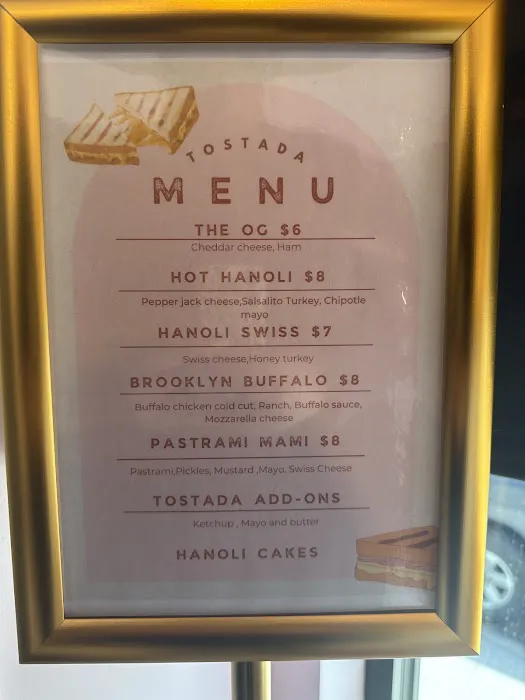 TOSTADA
MENU
THE OG $6
Cheddar cheese, Ham
HOT HANOLI $8
Pepper jack cheese,Salsalito Turkey, Chipotle
mayo
HANOLI SWISS $7
Swiss cheese,Honey turkey
BROOKLYN BUFFALO $8
Buffalo chicken cold cut, Ranch, Buffalo sauce,
Mozzarella cheese
PASTRAMI MAMI $8
Pastrami,Pickles, Mustard ,Mayo, Swiss Cheese
TOSTADA ADD-ONS
Ketchup , Mayo and butter
HANOLI CAKES